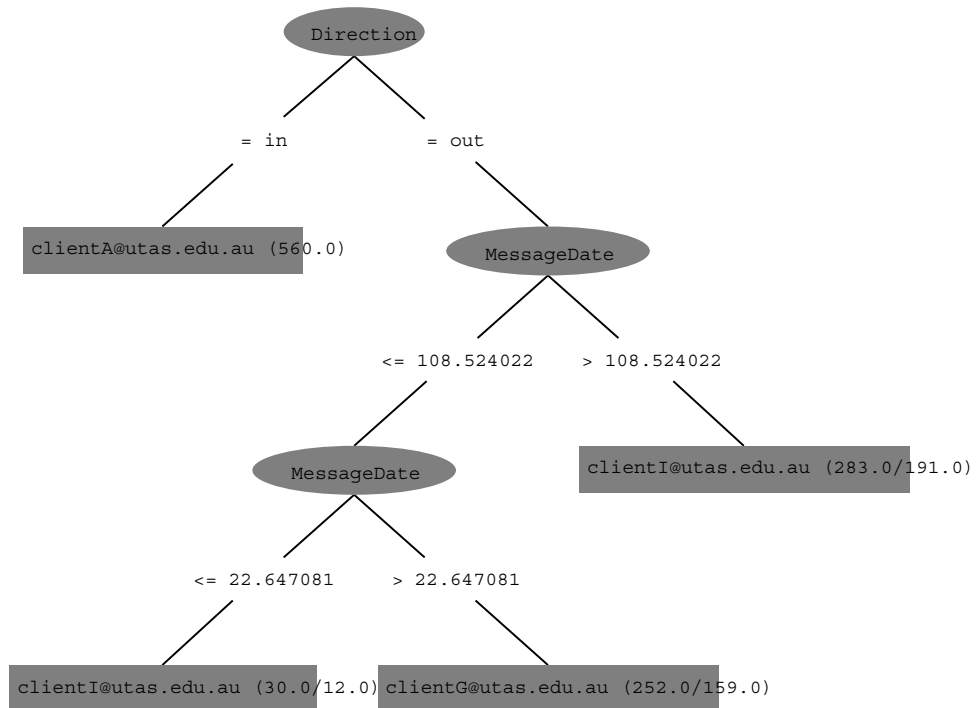 Direction
= in
= out
clientA@utas.edu.au (560.0)
MessageDate
<= 108.524022
> 108.524022
MessageDate
clientI@utas.edu.au (283.0/191.0)
<= 22.647081
> 22.647081
clientI@utas.edu.au (30.0/12.0)
clientG@utas.edu.au (252.0/159.0)